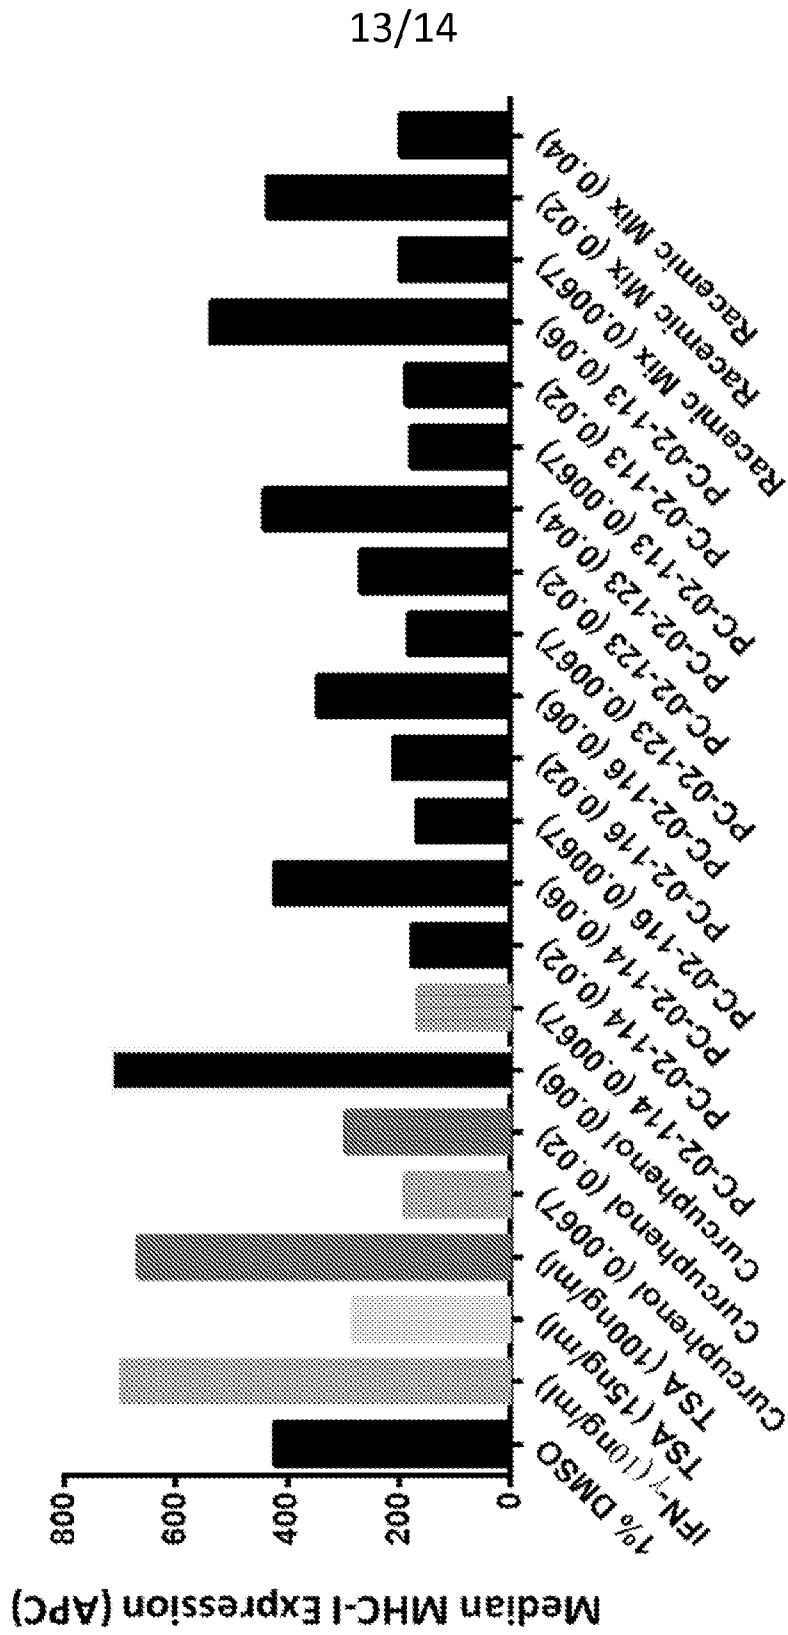 13/14
Median MHC-I Expression (APC)
800
600
400
200
0
1% DMSO
IFN-γ (10ng/ml)
TSA (15ng/ml)
TSA (100ng/ml)
Curcuphenol (0.0067)
Curcuphenol (0.02)
Curcuphenol (0.06)
PC-02-114 (0.0067)
PC-02-114 (0.02)
PC-02-114 (0.06)
PC-02-116 (0.0067)
PC-02-116 (0.02)
PC-02-116 (0.06)
PC-02-123 (0.0067)
PC-02-123 (0.02)
PC-02-123 (0.04)
PC-02-113 (0.0067)
PC-02-113 (0.02)
PC-02-113 (0.06)
Racemic Mix (0.0067)
Racemic Mix (0.02)
Racemic Mix (0.04)